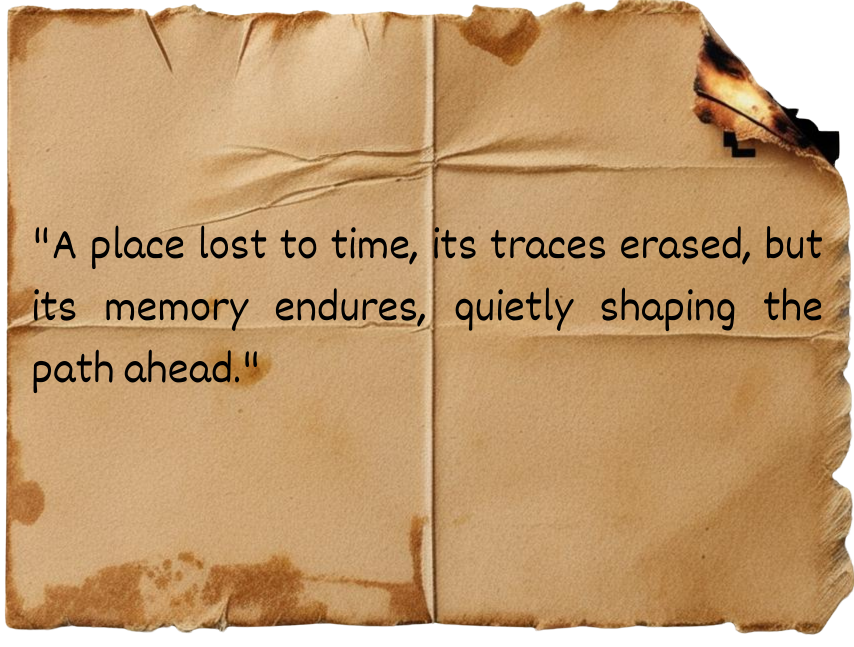 "A place lost to time, its traces erased, but
its memory endures, quietly shaping the
path ahead."